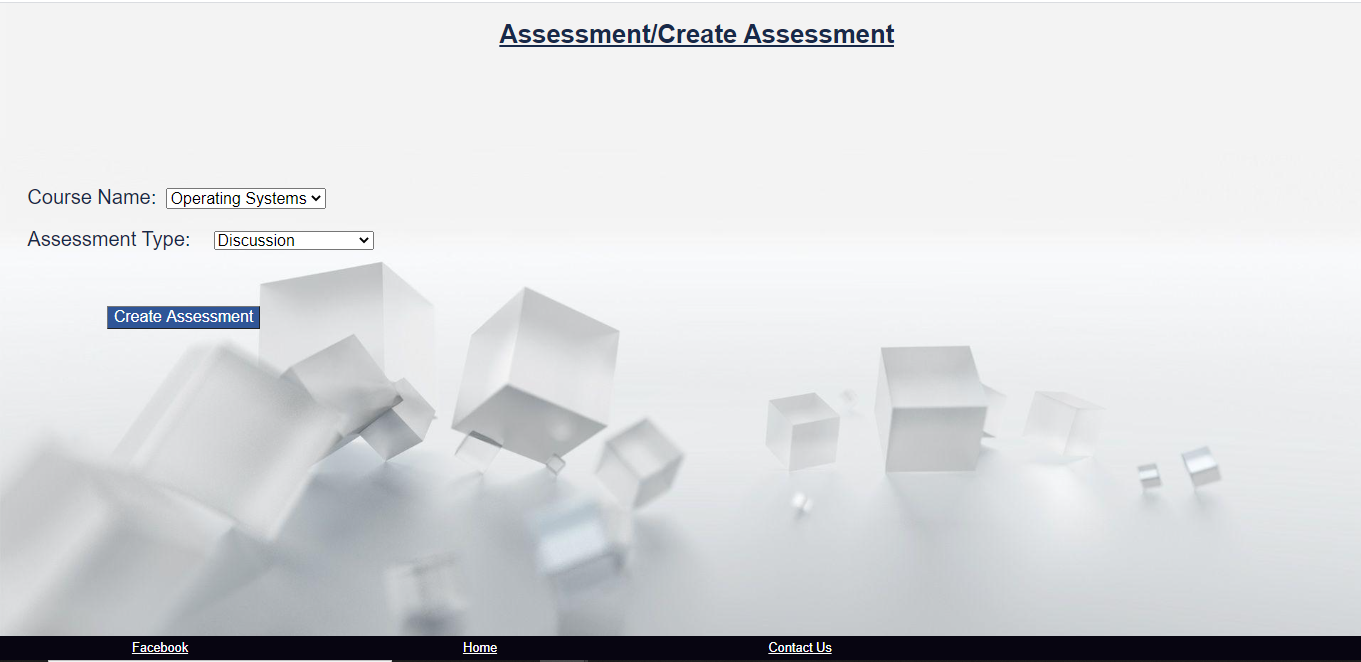 Assessment/Create Assessment
Course Name: Operating Systems
Assessment Type: Discussion
Create Assessment
Facebook Home Contact Us